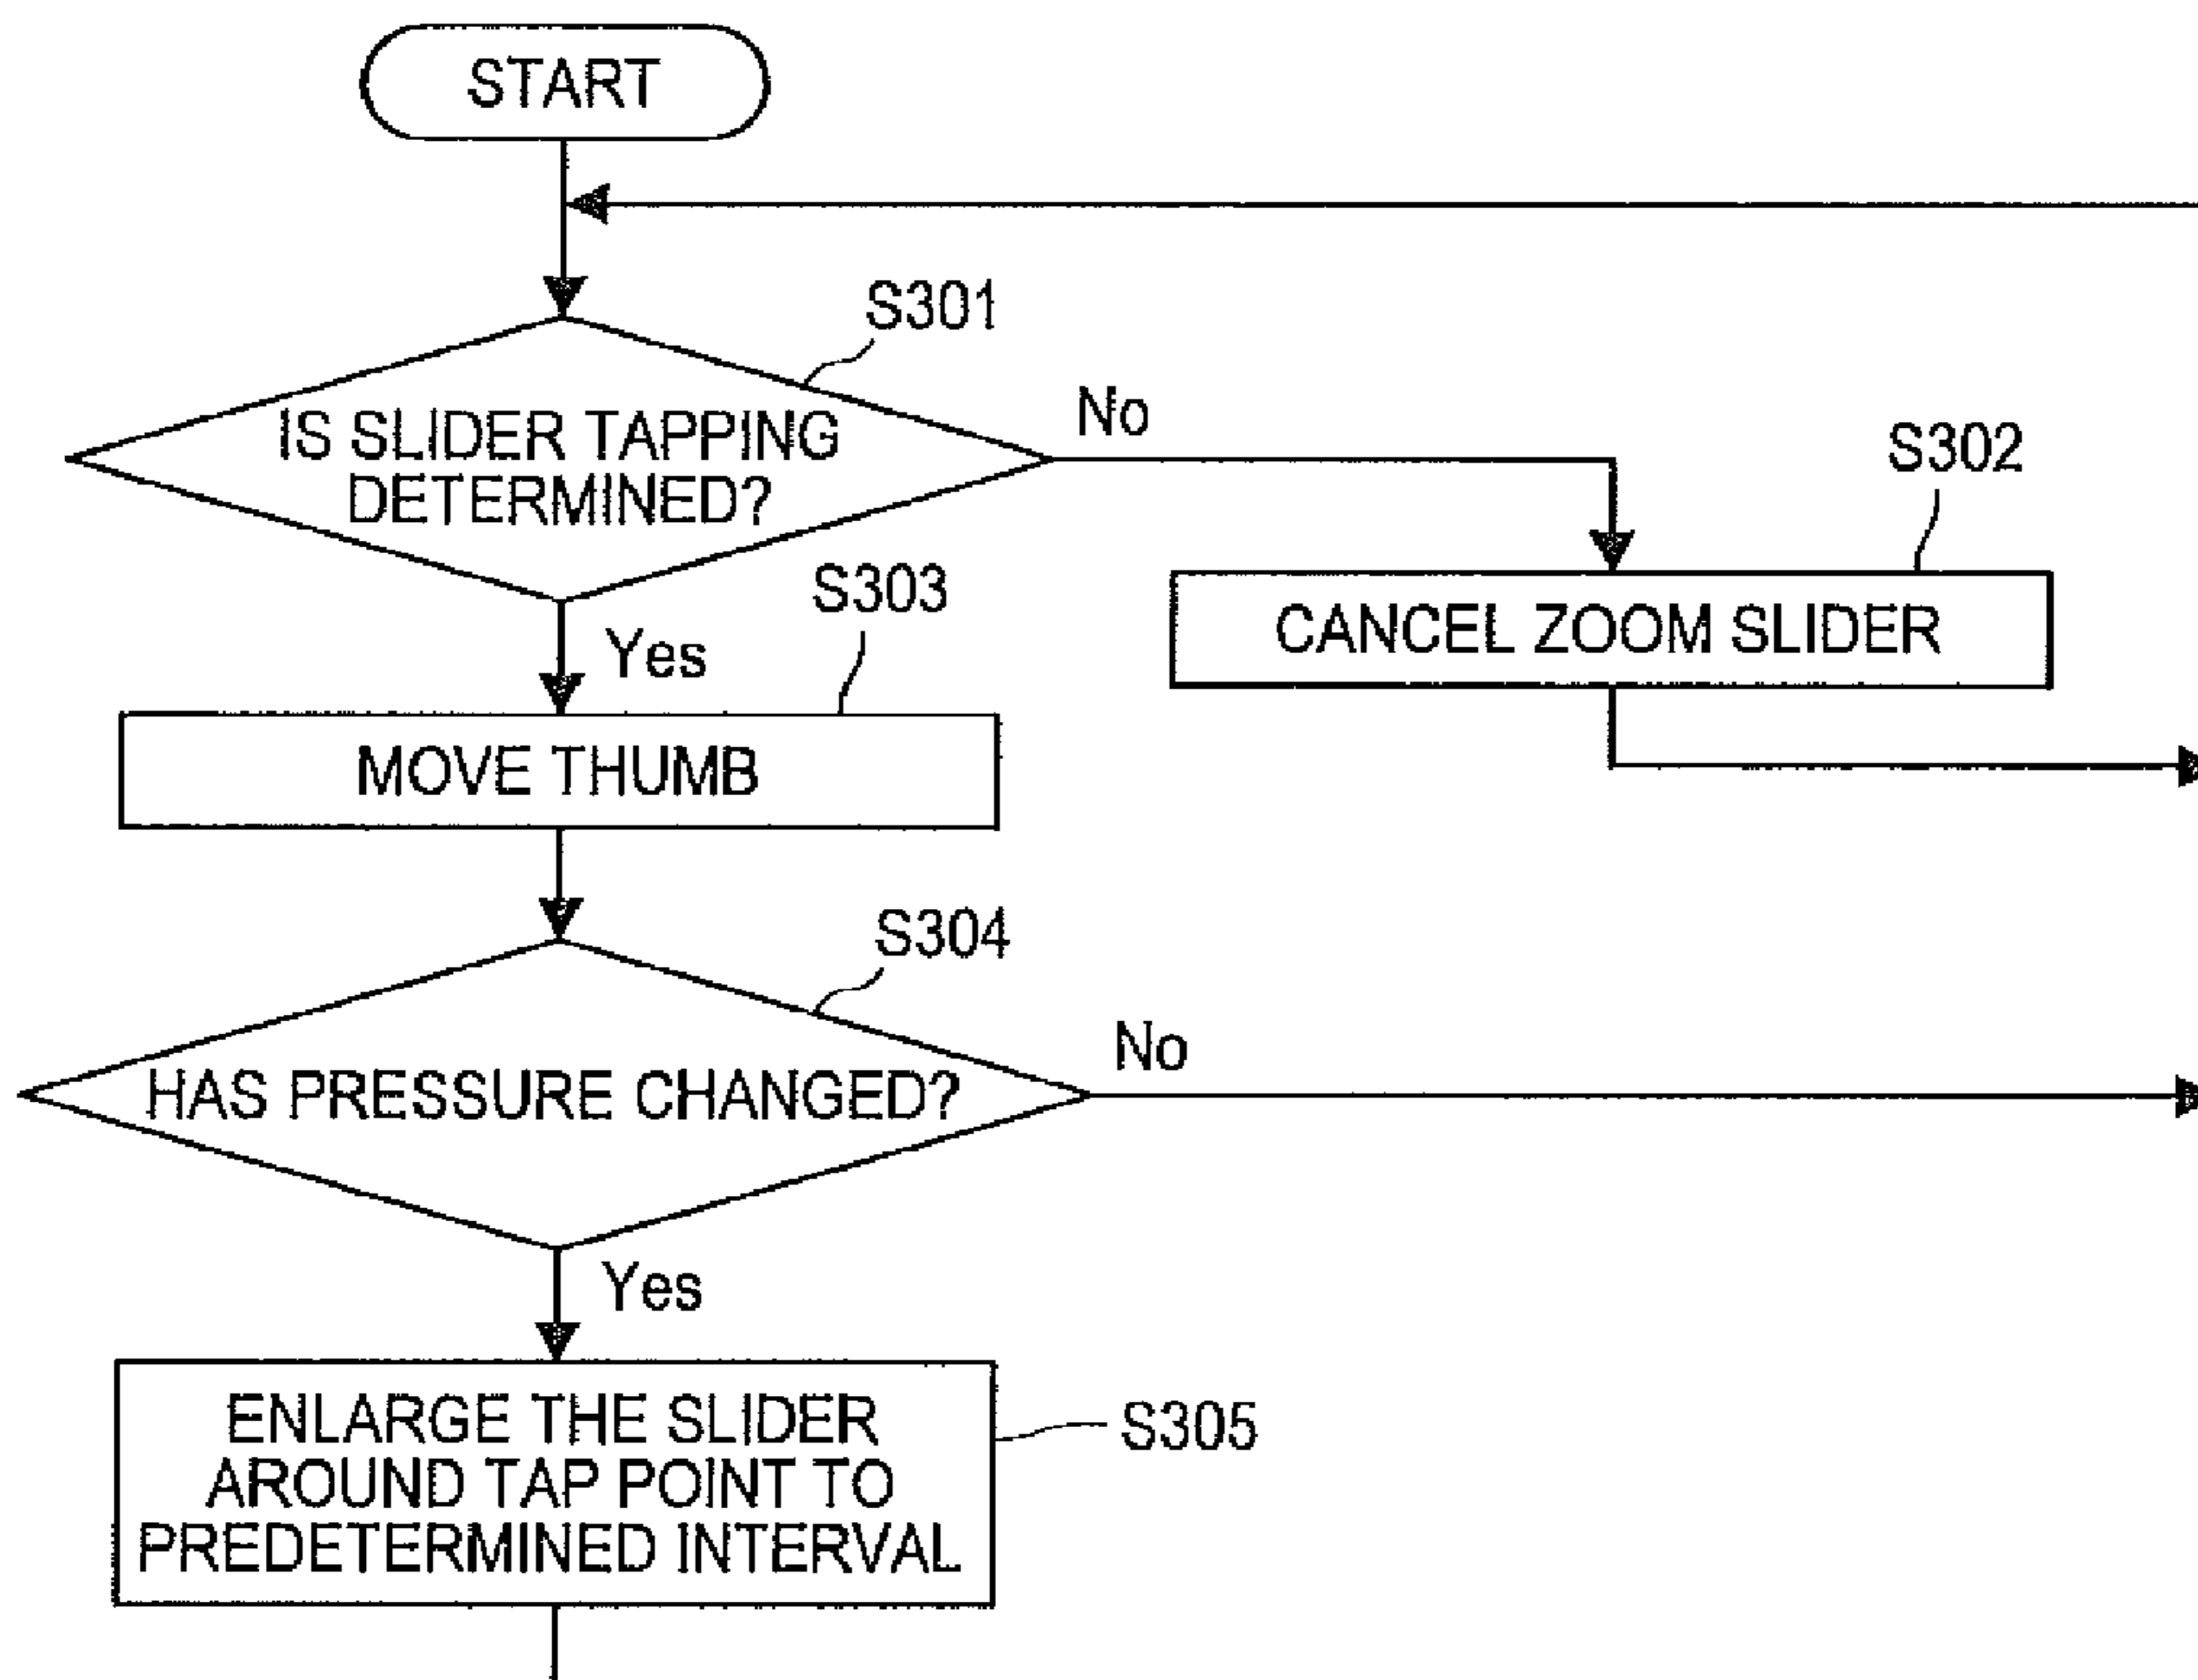 START
S301
IS SLIDER TAPPING
DETERMINED?
No
S302
CANCEL ZOOM SLIDER
Yes
S303
MOVE THUMB
S304
HAS PRESSURE CHANGED?
No
Yes
ENLARGE THE SLIDER
AROUND TAP POINT TO
PREDETERMINED INTERVAL
S305